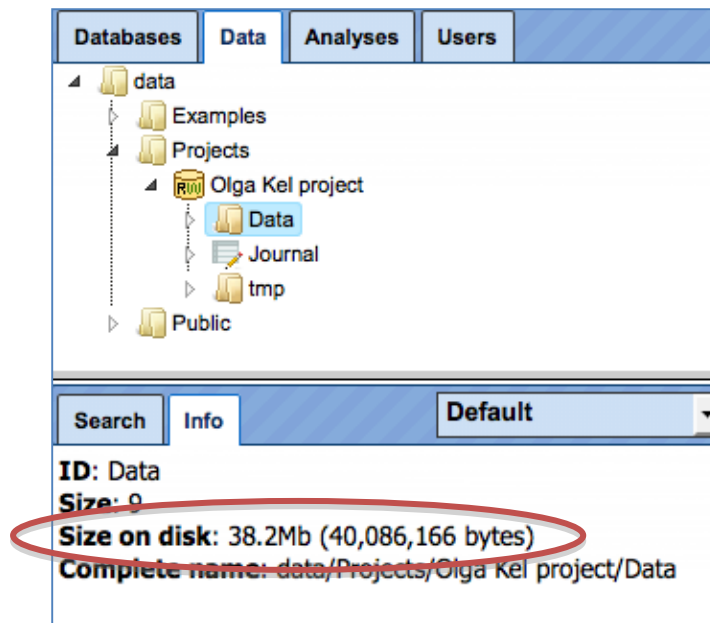 Databases Data Analyses Users
data
Examples
Projects
RW Olga Kel project
Data
Journal
tmp
Public
Search Info Default
ID: Data
Size: 9
Size on disk: 38.2Mb (40,086,166 bytes)
Complete name: data/Projects/Olga Kel project/Data